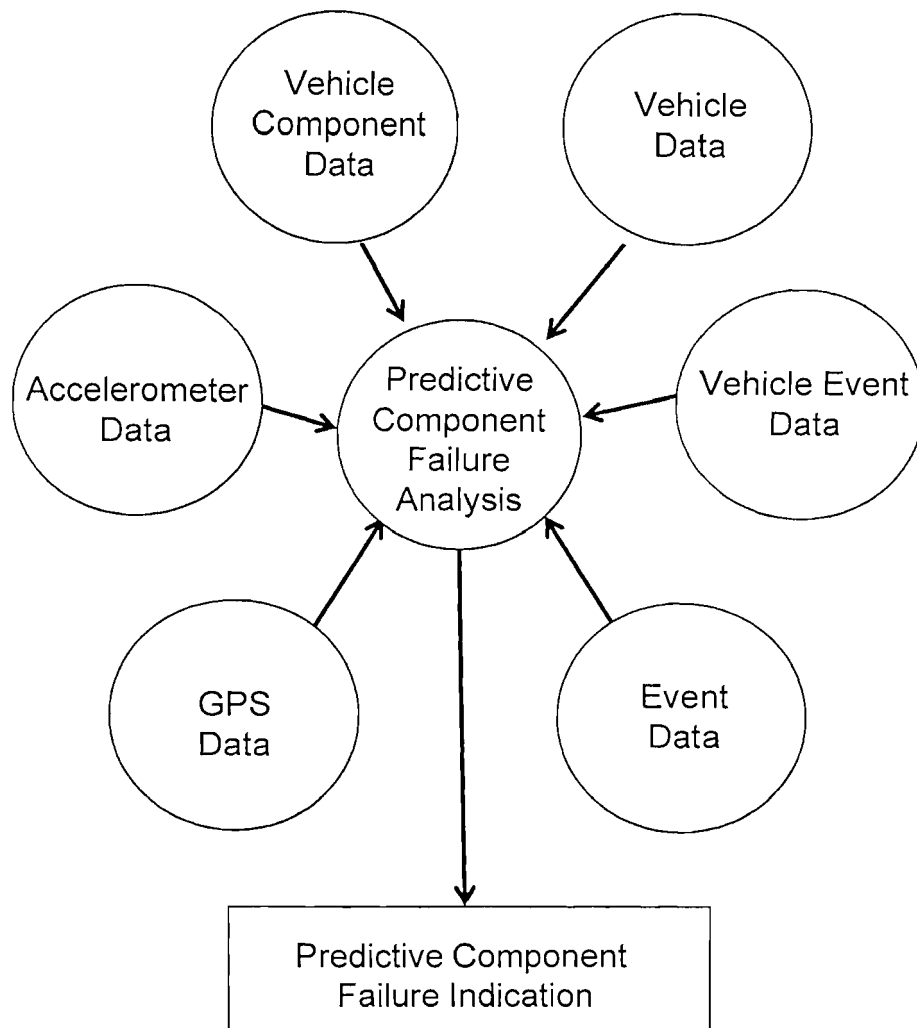 Vehicle
Component
Data
Vehicle
Data
Accelerometer
Data
Predictive
Component
Failure
Analysis
Vehicle Event
Data
GPS
Data
Event
Data
Predictive Component
Failure Indication